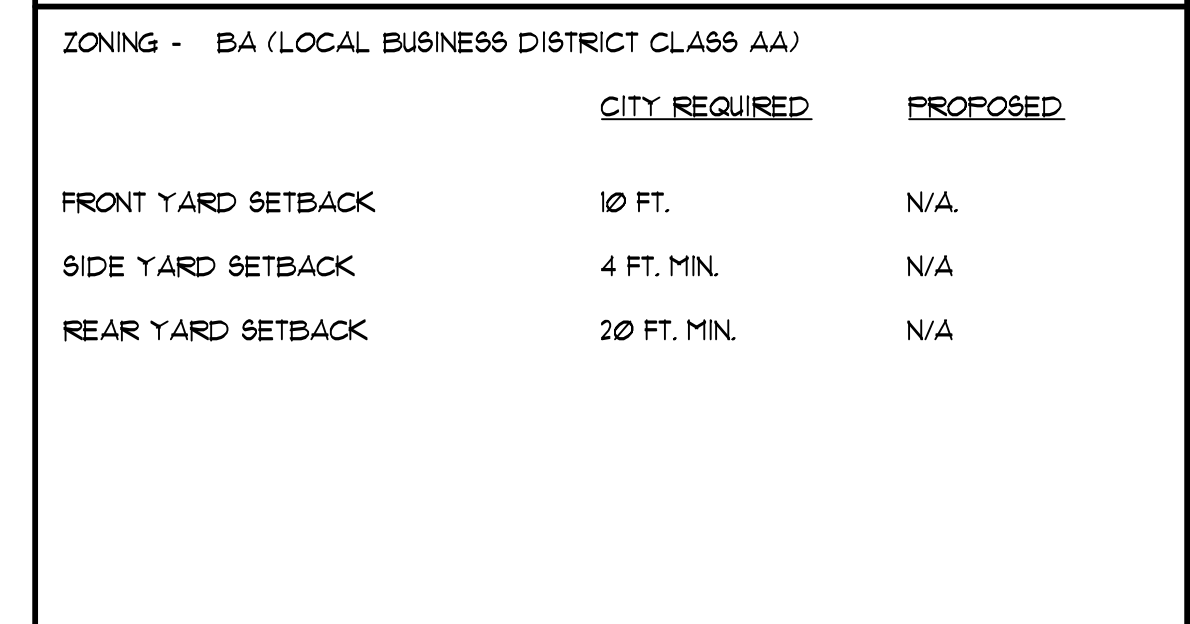 ZONING - BA (LOCAL BUSINESS DISTRICT CLASS AA)
CITY REQUIRED PROPOSED
FRONT YARD SETBACK 10 FT. N/A.
SIDE YARD SETBACK 4 FT. MIN. N/A
REAR YARD SETBACK 20 FT. MIN. N/A